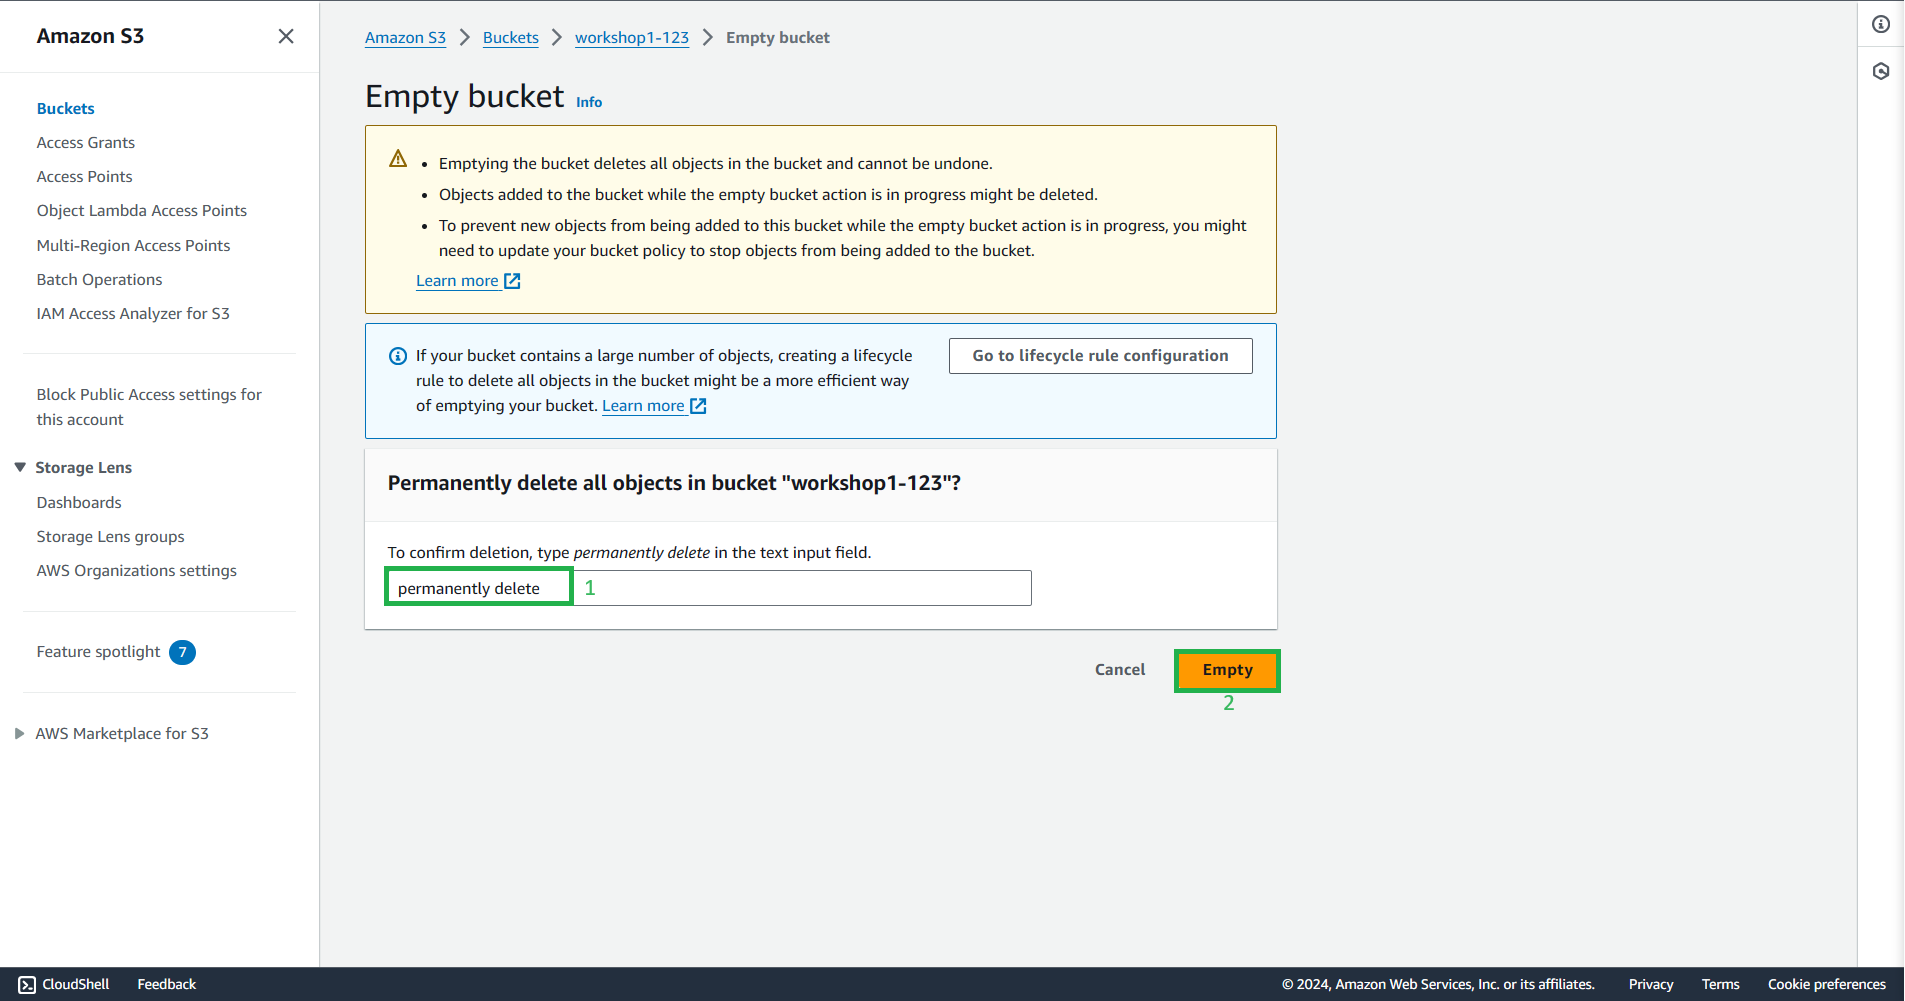 Amazon S3
Buckets
Access Grants
Access Points
Object Lambda Access Points
Multi-Region Access Points
Batch Operations
IAM Access Analyzer for S3
Block Public Access settings for
this account
Storage Lens
Dashboards
Storage Lens groups
AWS Organizations settings
Feature spotlight 7
AWS Marketplace for S3
Amazon S3 > Buckets > workshop1-123 > Empty bucket
Empty bucket Info
• Emptying the bucket deletes all objects in the bucket and cannot be undone.
• Objects added to the bucket while the empty bucket action is in progress might be deleted.
• To prevent new objects from being added to this bucket while the empty bucket action is in progress, you might
need to update your bucket policy to stop objects from being added to the bucket.
Learn more
If your bucket contains a large number of objects, creating a lifecycle
rule to delete all objects in the bucket might be a more efficient way
of emptying your bucket. Learn more
Go to lifecycle rule configuration
Permanently delete all objects in bucket "workshop1-123"?
To confirm deletion, type permanently delete in the text input field.
permanently delete 1
Cancel Empty
2
CloudShell Feedback © 2024, Amazon Web Services, Inc. or its affiliates. Privacy Terms Cookie preferences